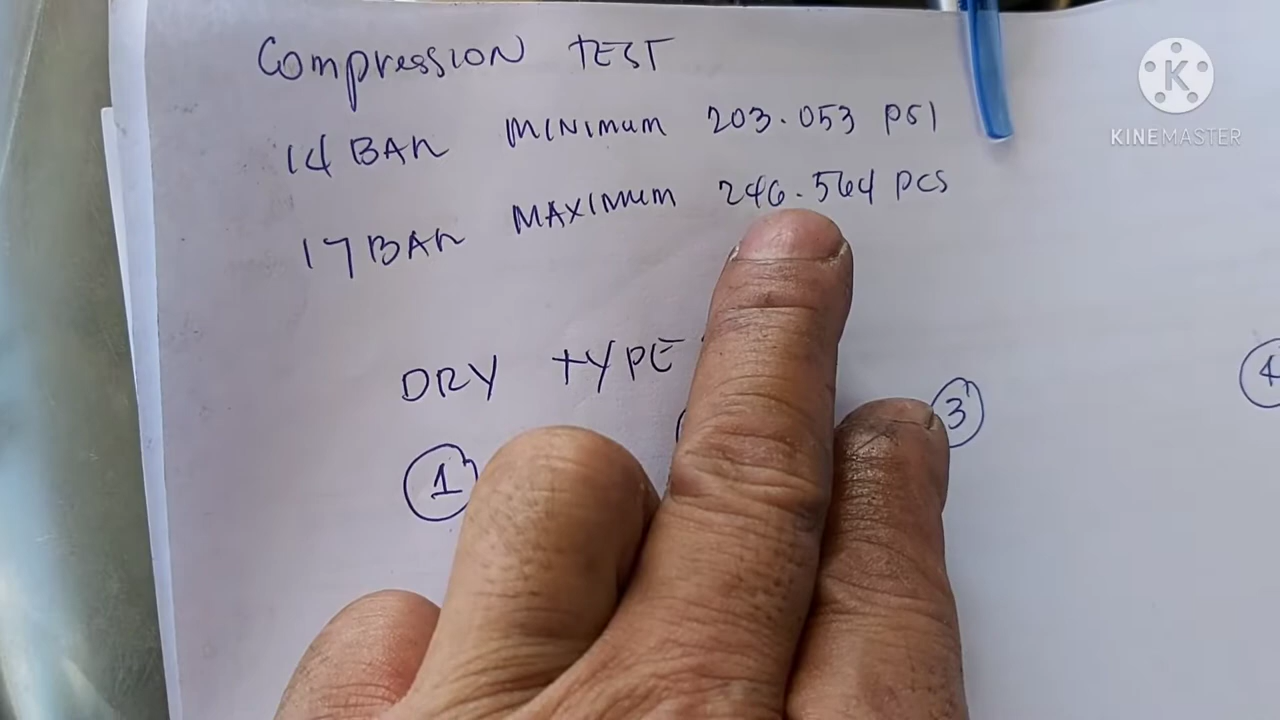 Compression TEST
14 BAR MINIMUM 203.053 PSI
17 BAR MAXIMUM 246.564 PCS
DRY TYPE
1 3 4
K
KINEMASTER